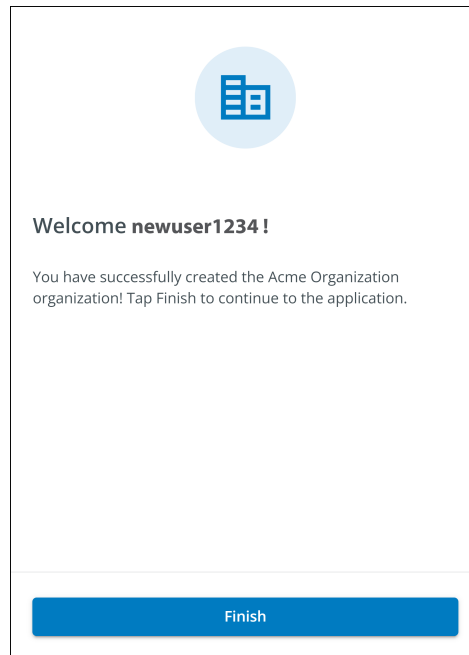 Welcome newuser1234!
You have successfully created the Acme Organization
organization! Tap Finish to continue to the application.
Finish